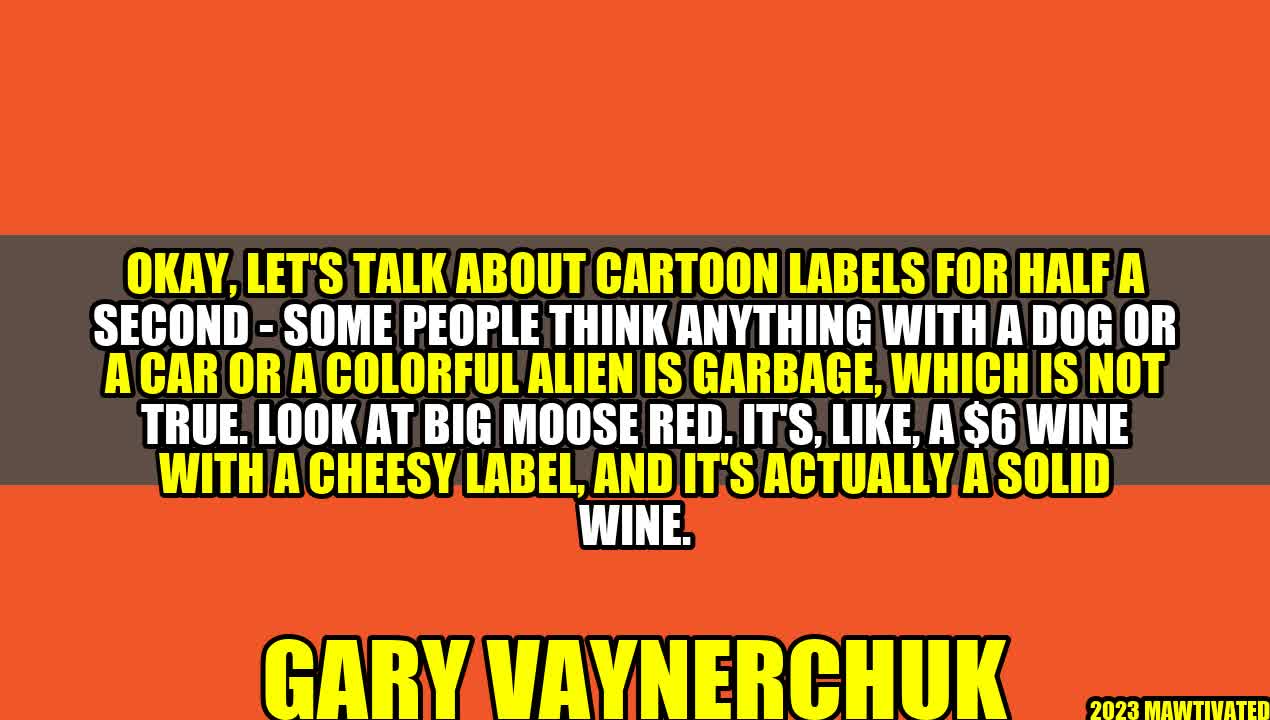 OKAY, LET'S TALK ABOUT CARTOON LABELS FOR HALF A
SECOND - SOME PEOPLE THINK ANYTHING WITH A DOG OR
A CAR OR A COLORFUL ALIEN IS GARBAGE, WHICH IS NOT
TRUE. LOOK AT BIG MOOSE RED. IT'S, LIKE, A $6 WINE
WITH A CHEESY LABEL, AND IT'S ACTUALLY A SOLID
WINE.
GARY VAYNERCHUK
2023 MAWTIVATED